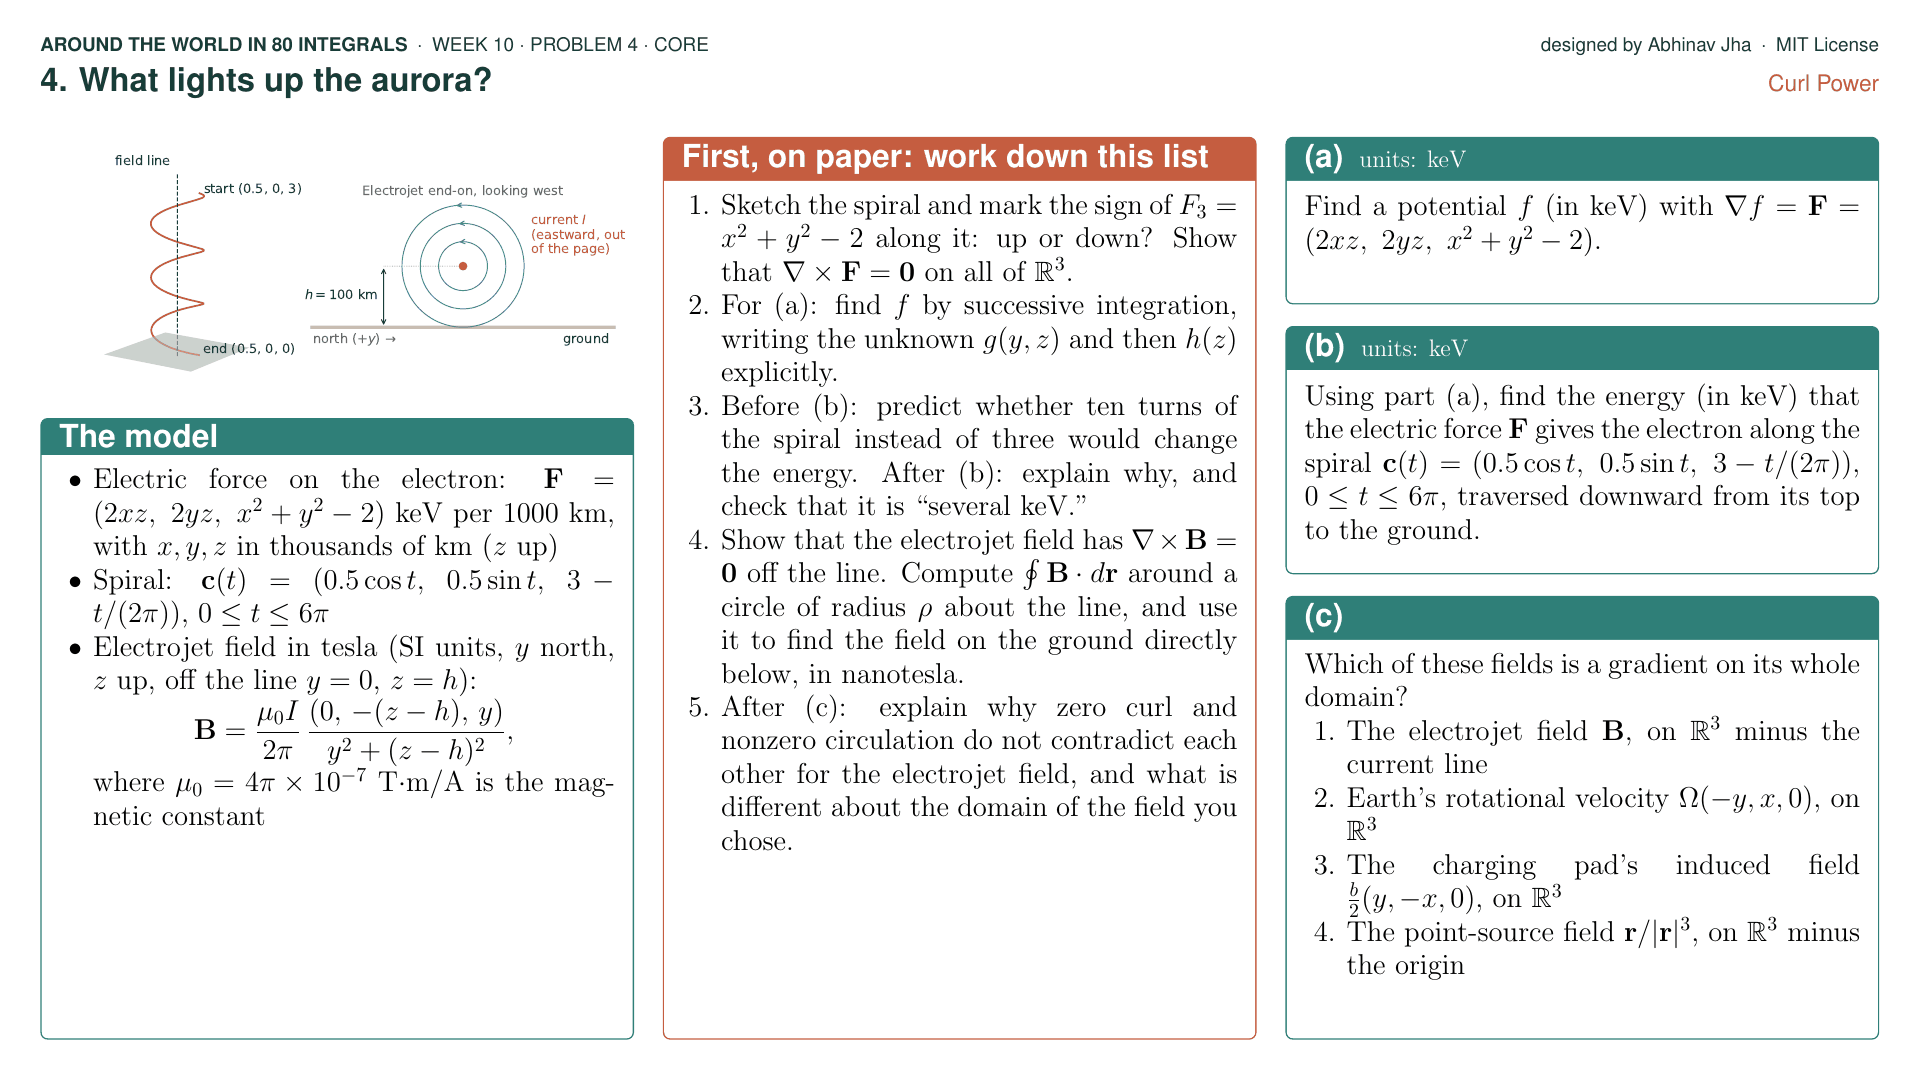 AROUND THE WORLD IN 80 INTEGRALS · WEEK 10 · PROBLEM 4 · CORE
designed by Abhinav Jha · MIT License
4. What lights up the aurora?
Curl Power
field line
start (0.5, 0, 3)
end (0.5, 0, 0)
Electrojet end-on, looking west
current I
(eastward, out
of the page)
h = 100 km
north (+y) →
ground
The model
• Electric force on the electron: F =
(2xz, 2yz, x² + y² − 2) keV per 1000 km,
with x, y, z in thousands of km (z up)
• Spiral: c(t) = (0.5 cos t, 0.5 sin t, 3 −
t/(2π)), 0 ≤ t ≤ 6π
• Electrojet field in tesla (SI units, y north,
z up, off the line y = 0, z = h):
B = μ₀I/2π (0, −(z − h), y)/y² + (z − h)²,
where μ₀ = 4π × 10⁻⁷ T·m/A is the mag-
netic constant
First, on paper: work down this list
1. Sketch the spiral and mark the sign of F₃ =
x² + y² − 2 along it: up or down? Show
that ∇ × F = 0 on all of ℝ³.
2. For (a): find f by successive integration,
writing the unknown g(y, z) and then h(z)
explicitly.
3. Before (b): predict whether ten turns of
the spiral instead of three would change
the energy. After (b): explain why, and
check that it is “several keV.”
4. Show that the electrojet field has ∇ × B =
0 off the line. Compute ∮ B · dr around a
circle of radius ρ about the line, and use
it to find the field on the ground directly
below, in nanotesla.
5. After (c): explain why zero curl and
nonzero circulation do not contradict each
other for the electrojet field, and what is
different about the domain of the field you
chose.
(a) units: keV
Find a potential f (in keV) with ∇f = F =
(2xz, 2yz, x² + y² − 2).
(b) units: keV
Using part (a), find the energy (in keV) that
the electric force F gives the electron along the
spiral c(t) = (0.5 cos t, 0.5 sin t, 3 − t/(2π)),
0 ≤ t ≤ 6π, traversed downward from its top
to the ground.
(c)
Which of these fields is a gradient on its whole
domain?
1. The electrojet field B, on ℝ³ minus the
current line
2. Earth’s rotational velocity Ω(−y, x, 0), on
ℝ³
3. The charging pad’s induced field
b/2(y, −x, 0), on ℝ³
4. The point-source field r/|r|³, on ℝ³ minus
the origin